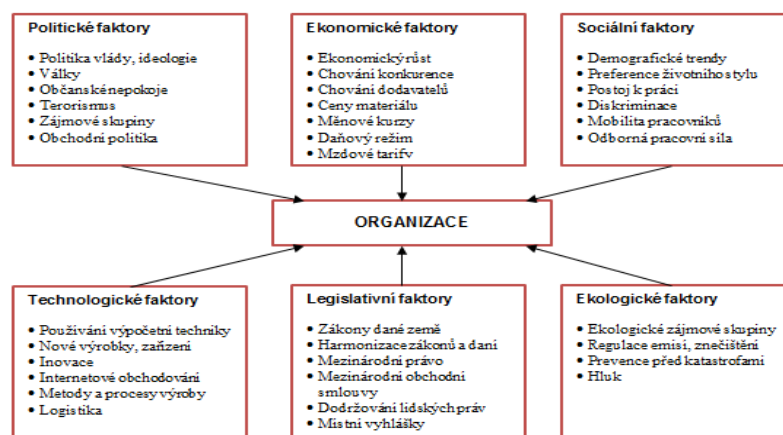 Politické faktory
• Politika vlády, ideologie
• Války
• Občanské nepokoje
• Terorismus
• Zájmové skupiny
• Obchodní politika
Ekonomické faktory
• Ekonomický růst
• Chování konkurence
• Chování dodavatelů
• Ceny materiálu
• Měnové kurzy
• Daňový režim
• Mzdové tarify
Sociální faktory
• Demografické trendy
• Preference životního stylu
• Postoj k práci
• Diskriminace
• Mobilita pracovníků
• Odborná pracovní síla
ORGANIZACE
Technologické faktory
• Používání výpočetní techniky
• Nové výrobky, zařízení
• Inovace
• Internetové obchodování
• Metody a procesy výroby
• Logistika
Legislativní faktory
• Zákony dané země
• Harmonizace zákonů a daní
• Mezinárodní právo
• Mezinárodní obchodní
smlouvy
• Dodržování lidských práv
• Místní vyhlášky
Ekologické faktory
• Ekologické zájmové skupiny
• Regulace emisí, znečištění
• Prevence před katastrofami
• Hluk